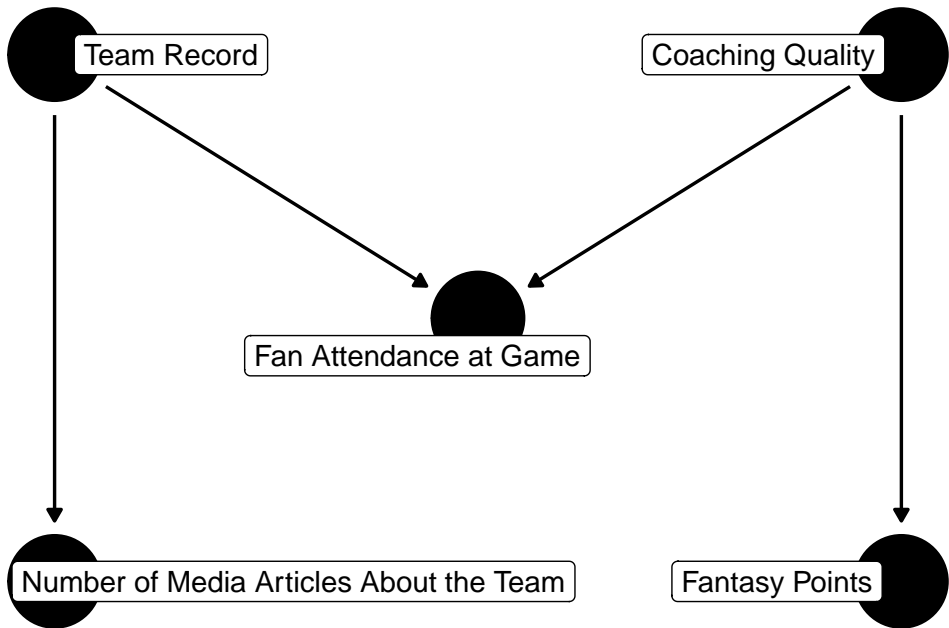 Team Record
Coaching Quality
Fan Attendance at Game
Number of Media Articles About the Team
Fantasy Points